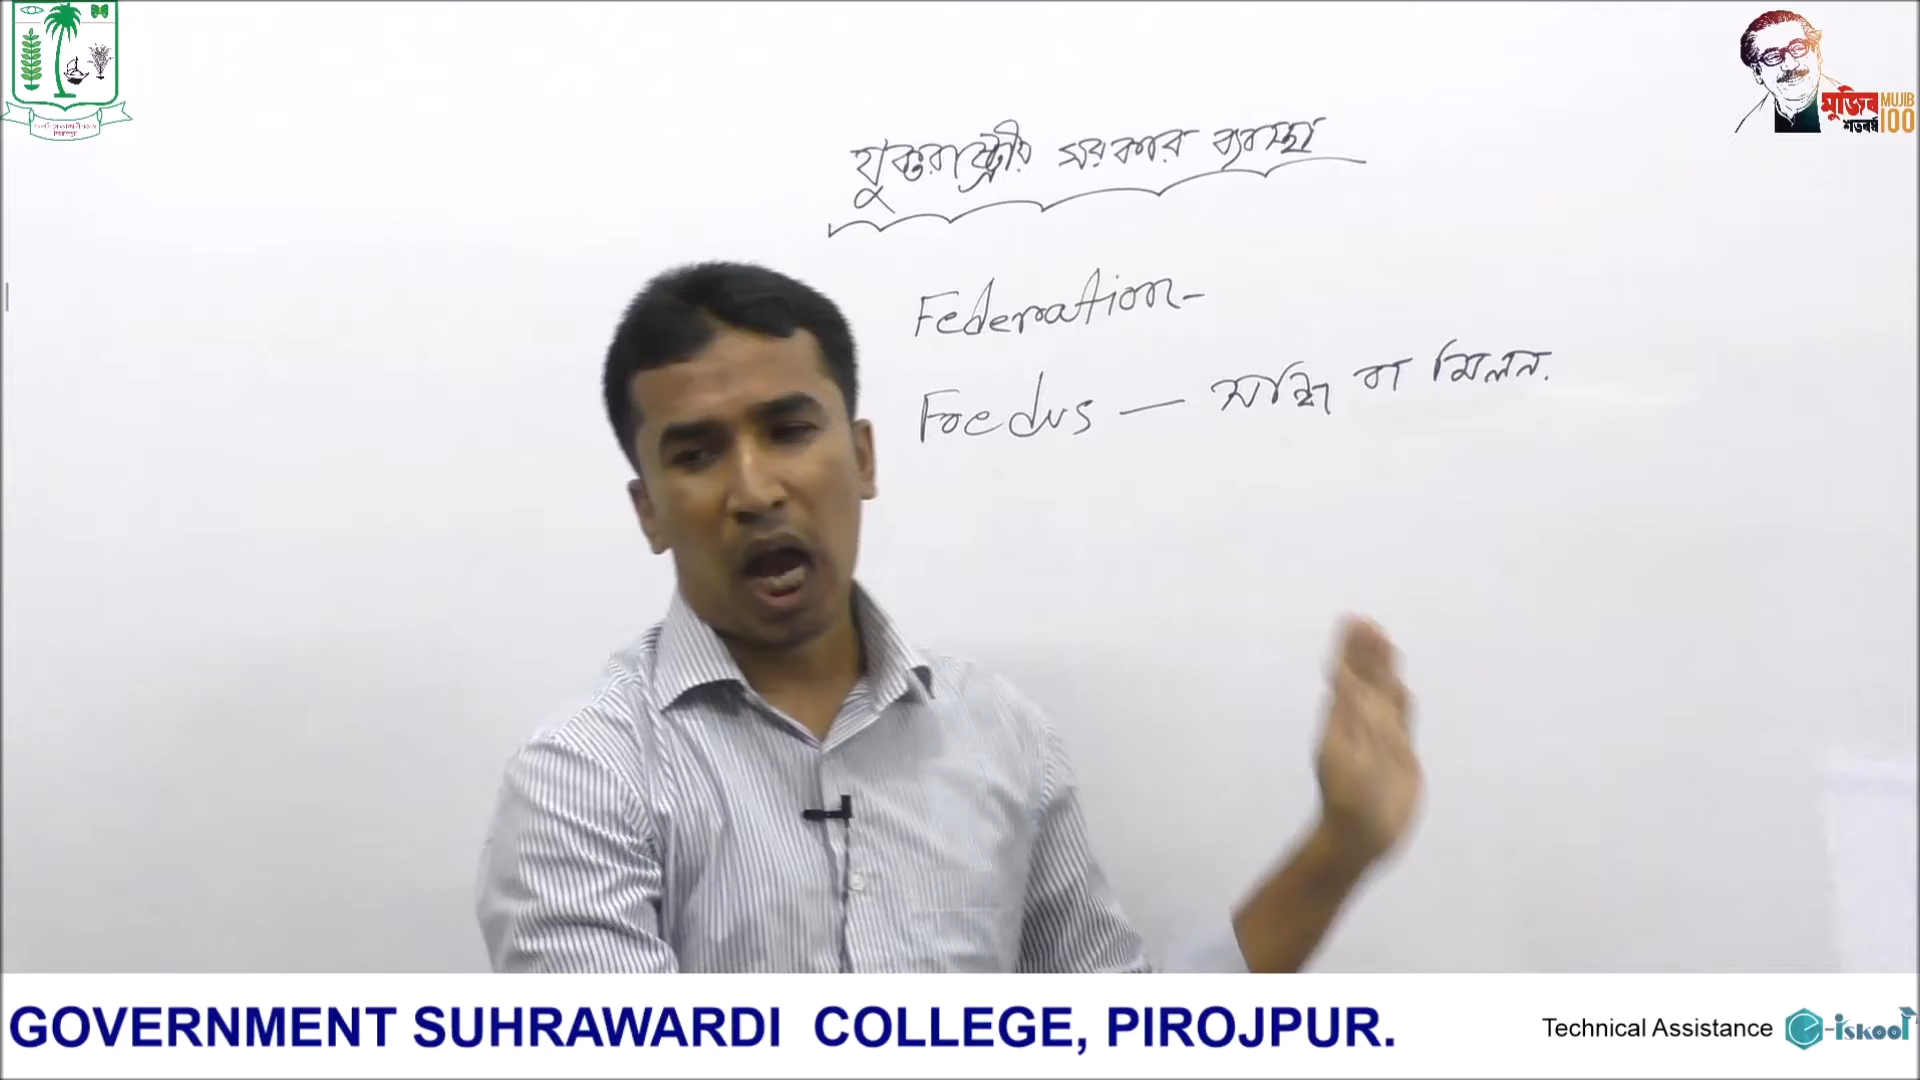 মুজিব MUJIB
শতবর্ষ 100
যুক্তরাষ্ট্রীয় সরকার ব্যবস্থা
Federation-
Foedus — সন্ধি বা মিলন.
GOVERNMENT SUHRAWARDI COLLEGE, PIROJPUR.
Technical Assistance e-iskool